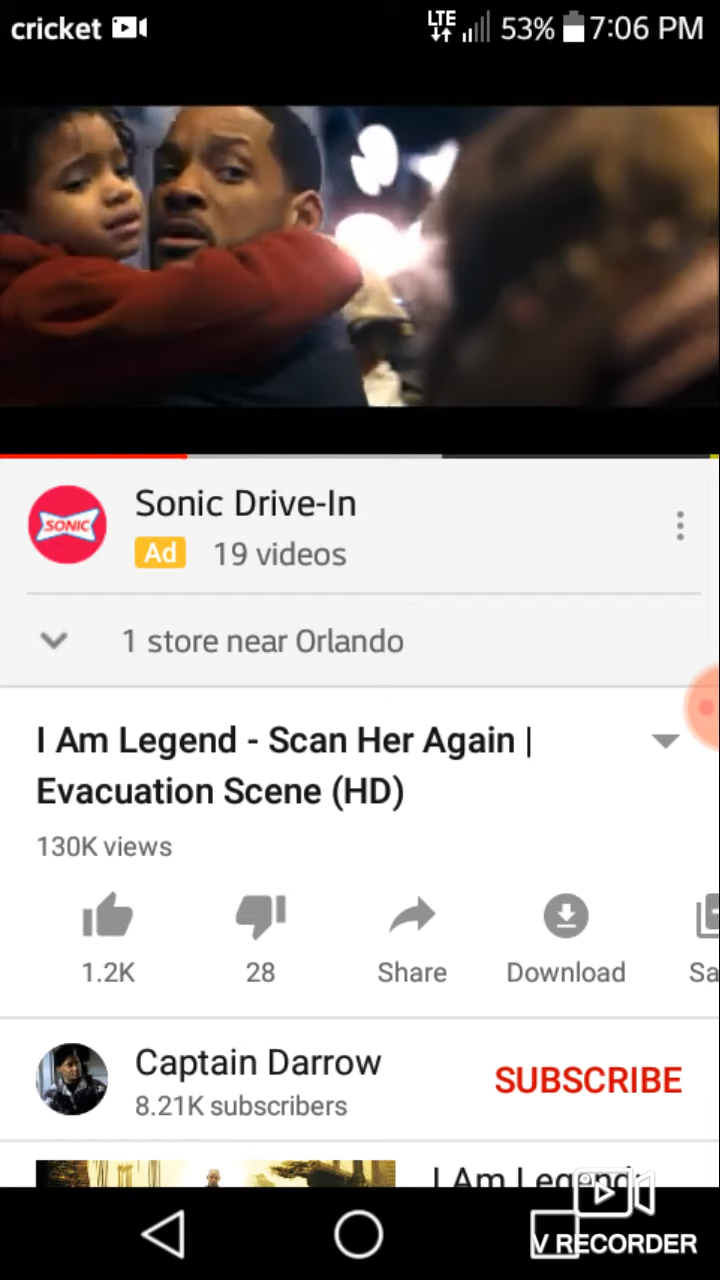 cricket
LTE 53% 7:06 PM
SONIC
Sonic Drive-In
Ad 19 videos
1 store near Orlando
I Am Legend - Scan Her Again |
Evacuation Scene (HD)
130K views
1.2K 28 Share Download Sa
Captain Darrow
SUBSCRIBE
8.21K subscribers
I Am Legend
V RECORDER